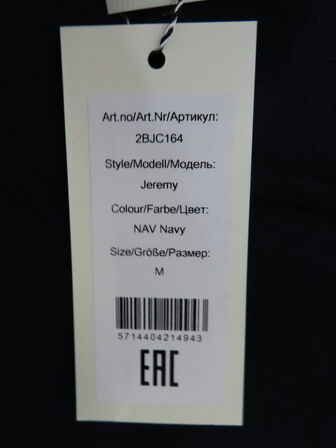 Art.no/Art.Nr/Артикул:
2BJC164
Style/Modell/Модель:
Jeremy
Colour/Farbe/Цвет:
NAV Navy
Size/Größe/Размер:
M
5714404214943
EAC